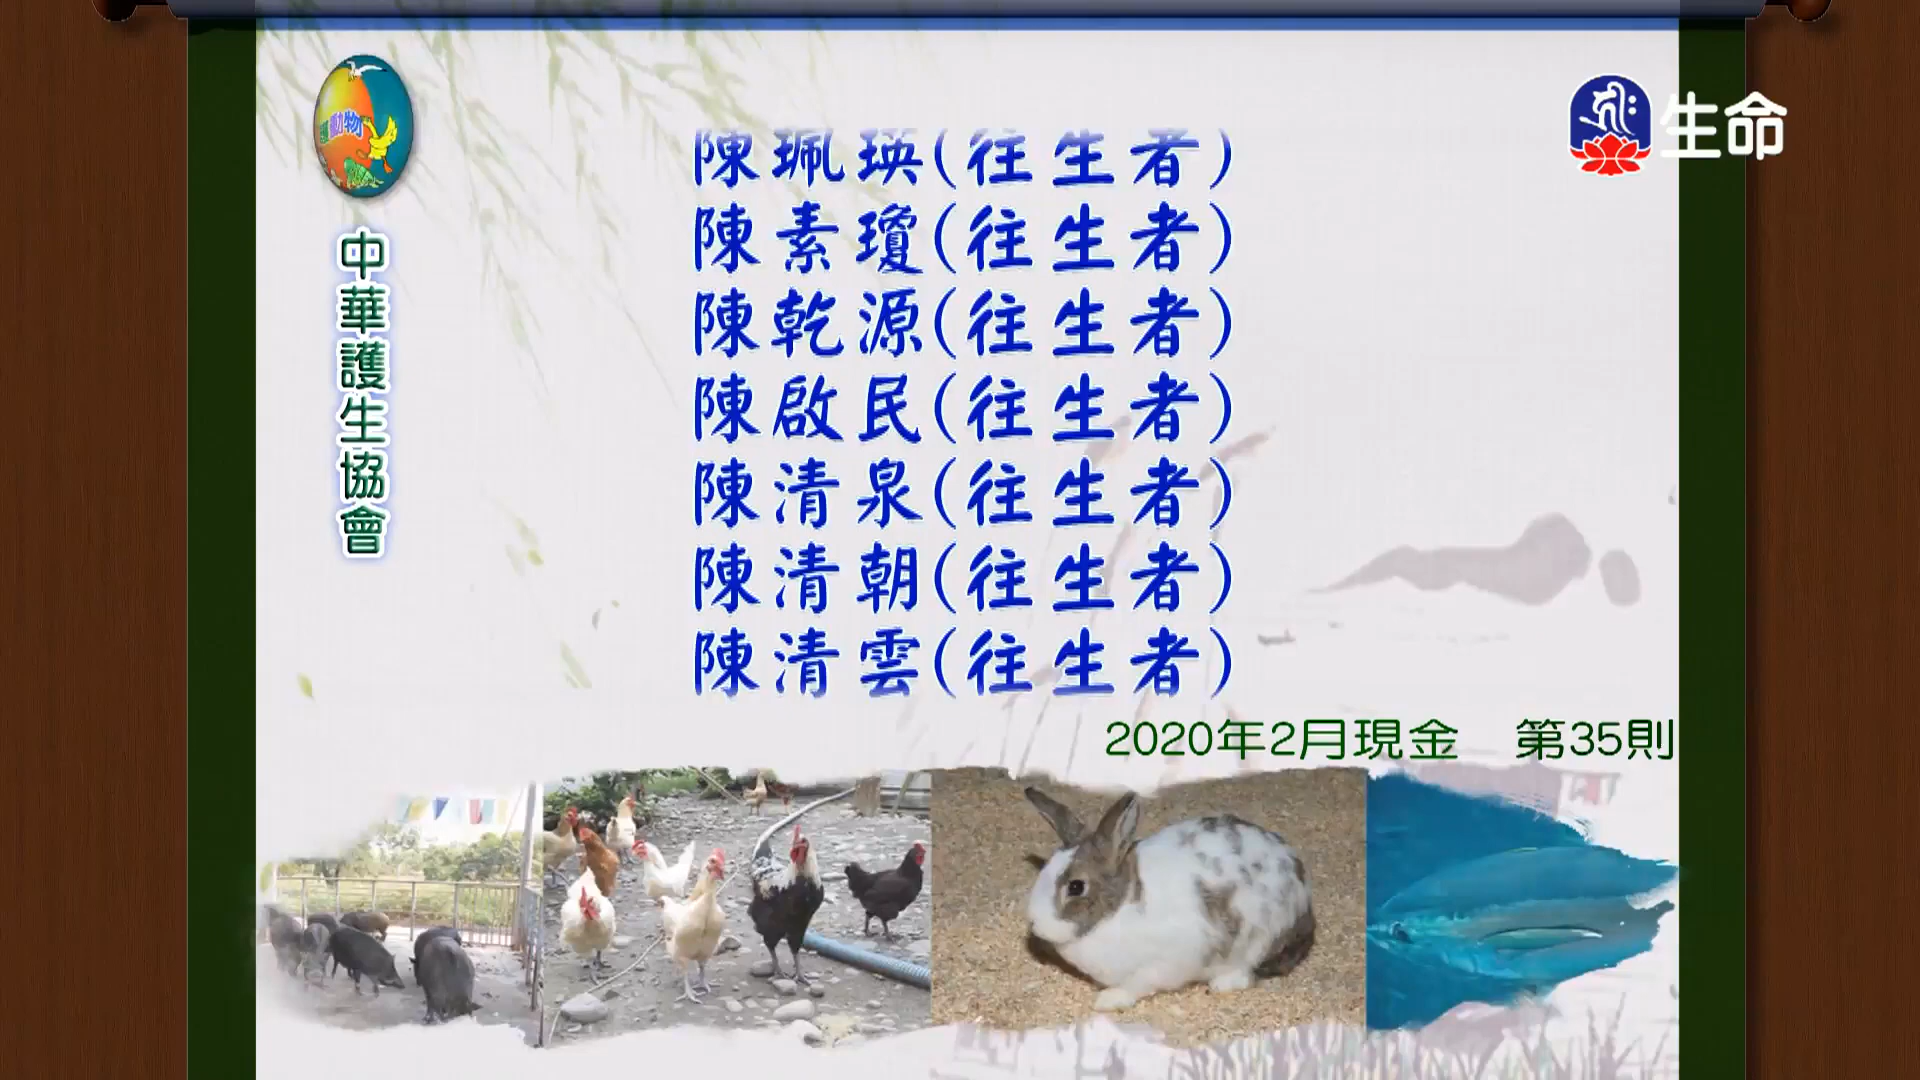 護動物
中華護生協會
生命
陳珮瑛(往生者)
陳素瓊(往生者)
陳乾源(往生者)
陳啟民(往生者)
陳清泉(往生者)
陳清朝(往生者)
陳清雲(往生者)
2020年2月現金 第35則